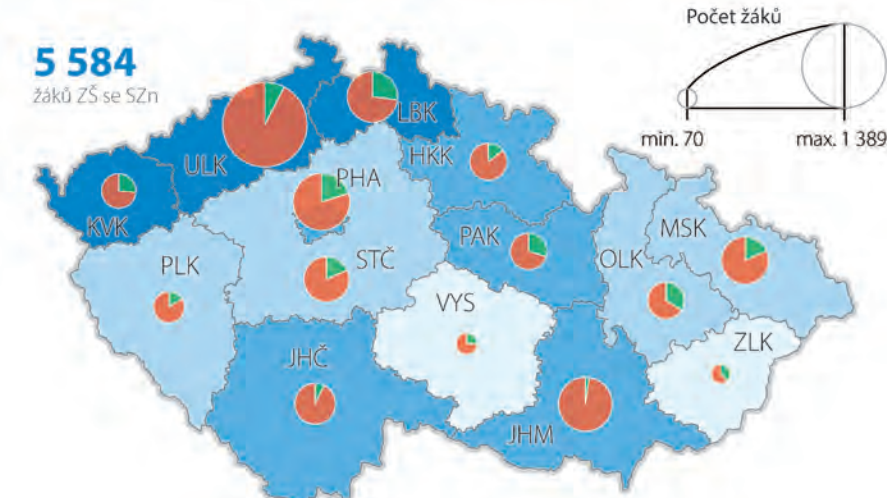 5 584
žáků ZŠ se SZn
Počet žáků
min. 70
max. 1 389
LBK
ULK
HKK
PHA
KVK
PAK
MSK
OLK
STČ
PLK
VYS
ZLK
JHČ
JHM